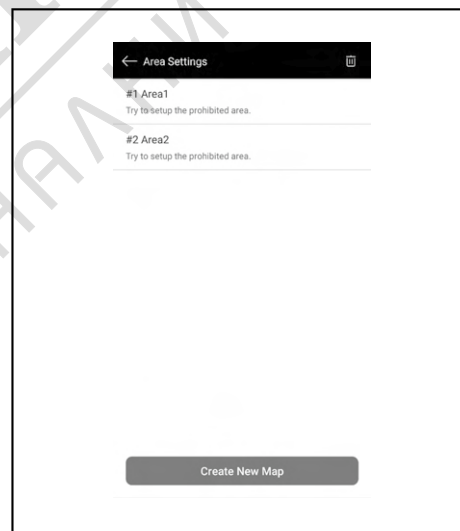 Area Settings
#1 Area1
Try to setup the prohibited area.
#2 Area2
Try to setup the prohibited area.
Create New Map